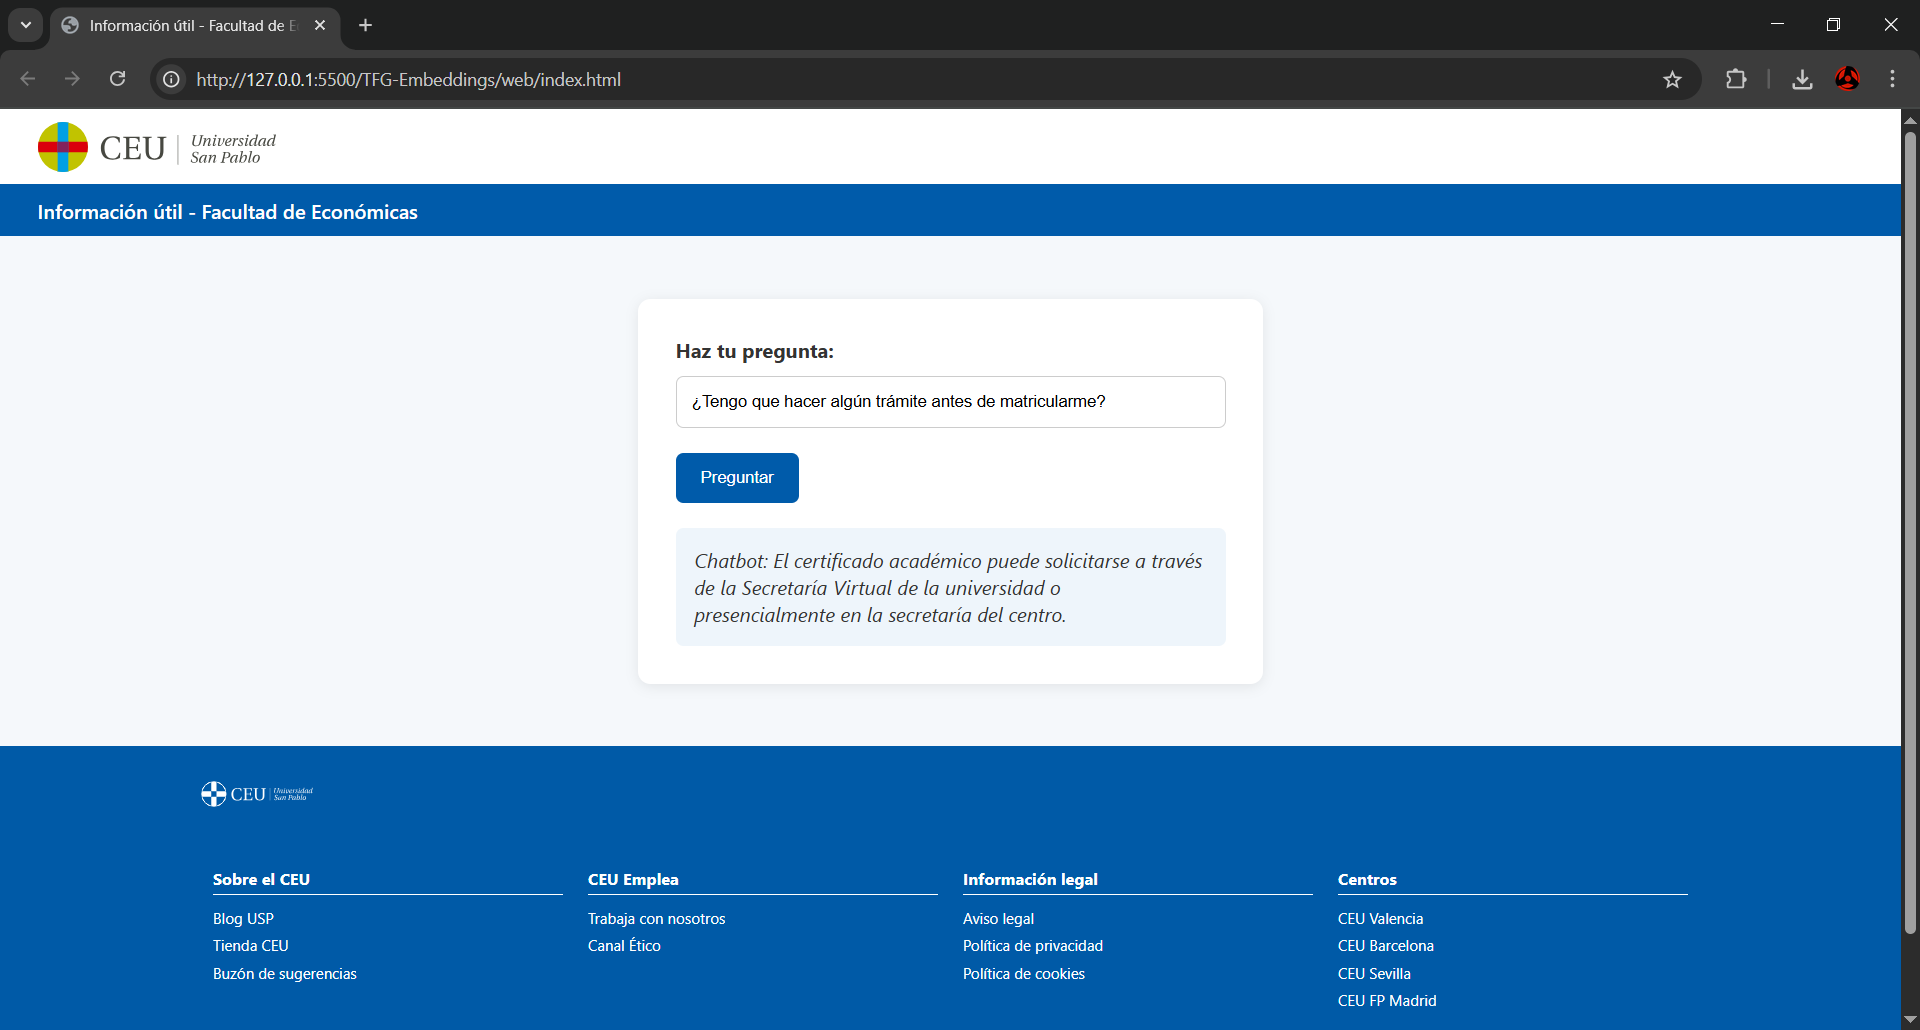 Información útil - Facultad de E
http://127.0.0.1:5500/TFG-Embeddings/web/index.html
CEU
Universidad
San Pablo
Información útil - Facultad de Económicas
Haz tu pregunta:
¿Tengo que hacer algún trámite antes de matricularme?
Preguntar
Chatbot: El certificado académico puede solicitarse a través
de la Secretaría Virtual de la universidad o
presencialmente en la secretaría del centro.
CEU
Universidad
San Pablo
Sobre el CEU
Blog USP
Tienda CEU
Buzón de sugerencias
CEU Emplea
Trabaja con nosotros
Canal Ético
Información legal
Aviso legal
Política de privacidad
Política de cookies
Centros
CEU Valencia
CEU Barcelona
CEU Sevilla
CEU FP Madrid